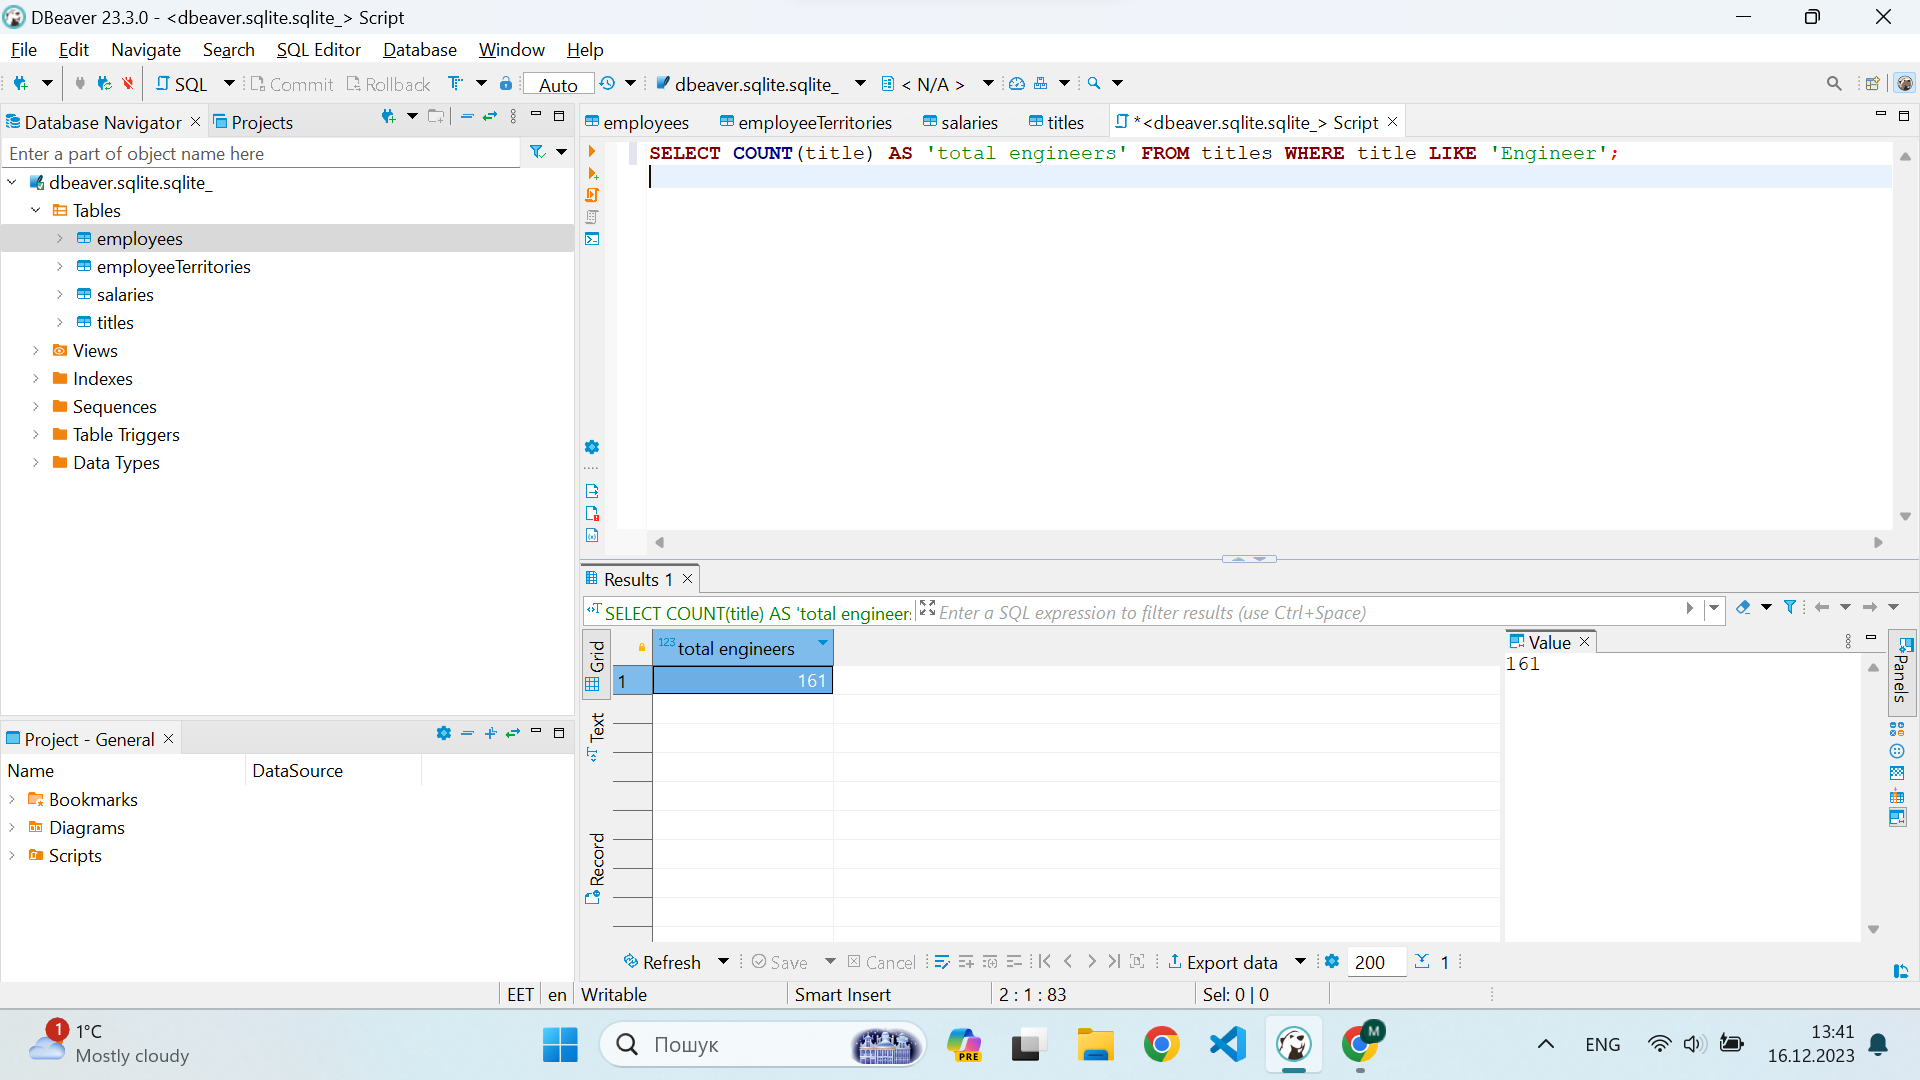 DBeaver 23.3.0 - <dbeaver.sqlite.sqlite_> Script
File Edit Navigate Search SQL Editor Database Window Help
SQL Commit Rollback Auto dbeaver.sqlite.sqlite_ < N/A >
Database Navigator Projects
Enter a part of object name here
dbeaver.sqlite.sqlite_
Tables
employees
employeeTerritories
salaries
titles
Views
Indexes
Sequences
Table Triggers
Data Types
Project - General
Name DataSource
Bookmarks
Diagrams
Scripts
employees employeeTerritories salaries titles *<dbeaver.sqlite.sqlite_> Script
SELECT COUNT(title) AS 'total engineers' FROM titles WHERE title LIKE 'Engineer';
Results 1
SELECT COUNT(title) AS 'total engineer: Enter a SQL expression to filter results (use Ctrl+Space)
Grid
Text
Record
123 total engineers
1 161
Value
161
Panels
Refresh Save Cancel Export data 200 1
EET en Writable Smart Insert 2 : 1 : 83 Sel: 0 | 0
1
1°C
Mostly cloudy
Пошук
PRE
M
ENG
13:41
16.12.2023